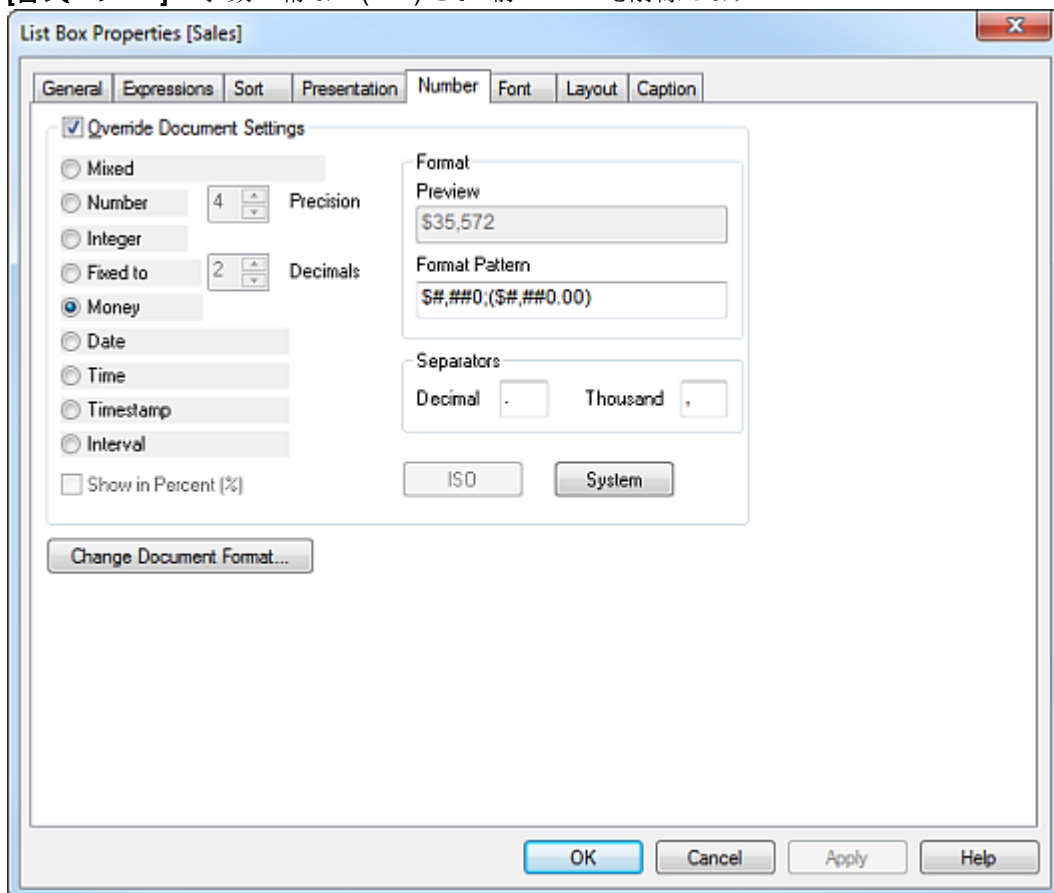 List Box Properties [Sales]
General Expressions Sort Presentation Number Font Layout Caption
Override Document Settings
Mixed
Number 4 Precision
Integer
Fixed to 2 Decimals
Money
Date
Time
Timestamp
Interval
Show in Percent (%)
Format
Preview
$35,572
Format Pattern
$#,##0;($#,##0.00)
Separators
Decimal . Thousand ,
ISO System
Change Document Format...
OK Cancel Apply Help